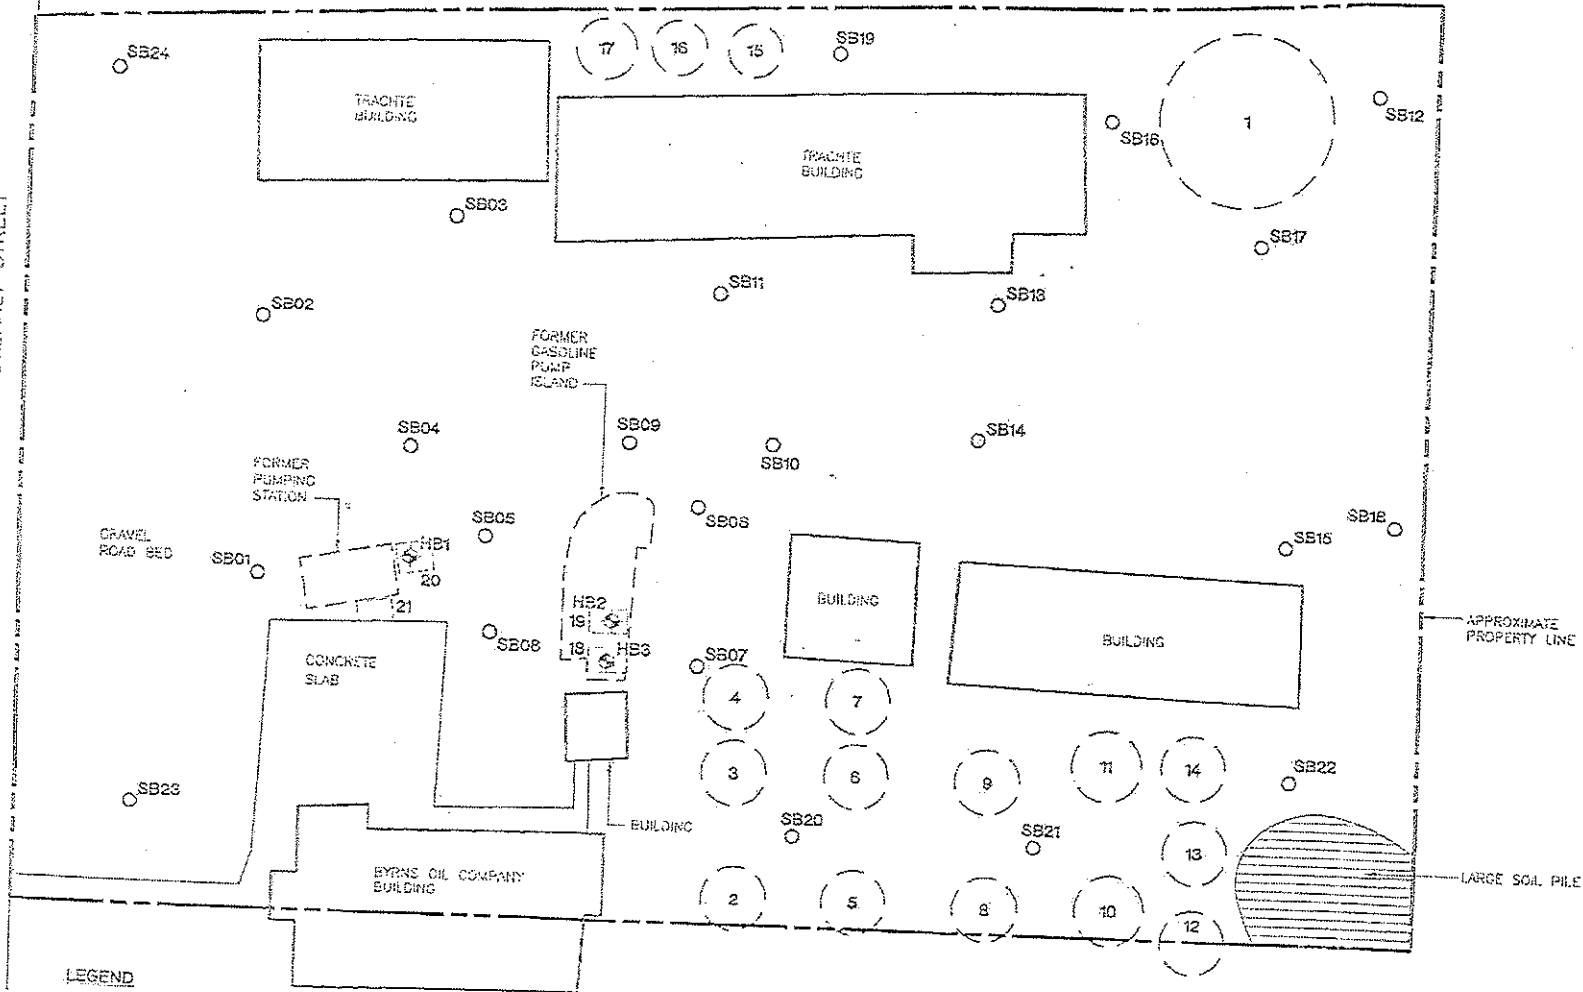 SB24
17
16
15
SB19
TRACHTE
BUILDING
TRACHTE
BUILDING
1
SB12
SB16
SB03
SB17
SB02
SB11
SB13
FORMER
GASOLINE
PUMP
ISLAND
SB04
SB09
SB10
SB14
FORMER
PUMPING
STATION
GRAVEL
ROAD BED
SB01
SB05
HB1
20
21
SB18
SB15
HB2
19
18
HB3
BUILDING
BUILDING
APPROXIMATE
PROPERTY LINE
CONCRETE
SLAB
SB07
4
7
3
6
9
11
14
SB22
SB23
BUILDING
SB20
SB21
13
BYRNS OIL COMPANY
BUILDING
LARGE SOIL PILE
2
5
8
10
12
LEGEND